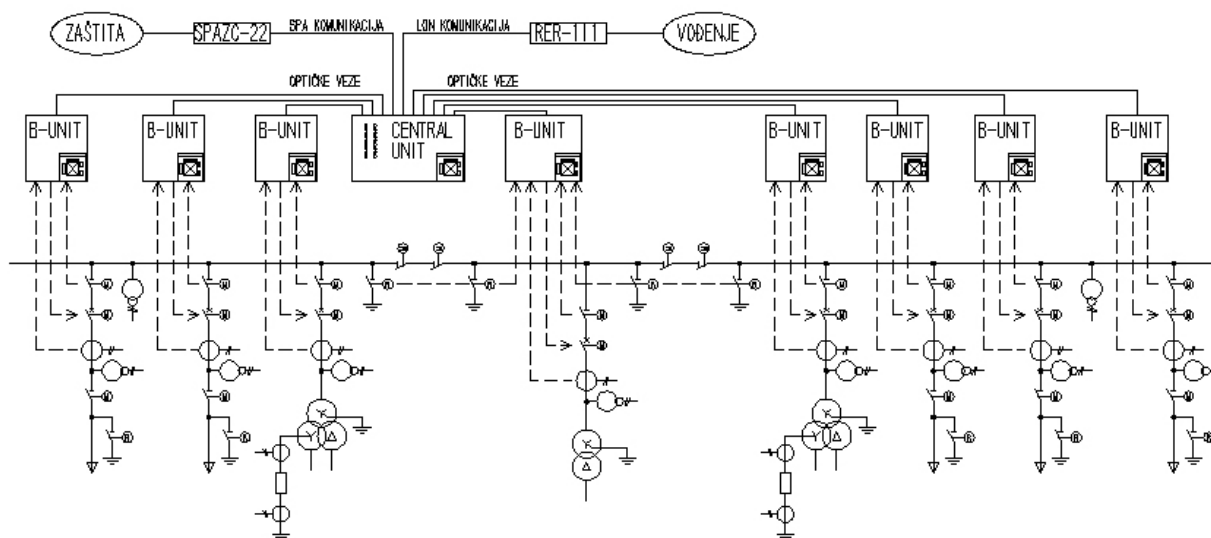 ZAŠTITA
SPAZC-22
SPA KOMUNIKACIJA
LON KOMUNIKACIJA
RER-111
VOĐENJE
OPTIČKE VEZE
OPTIČKE VEZE
B-UNIT
B-UNIT
B-UNIT
CENTRAL
UNIT
B-UNIT
B-UNIT
B-UNIT
B-UNIT
B-UNIT